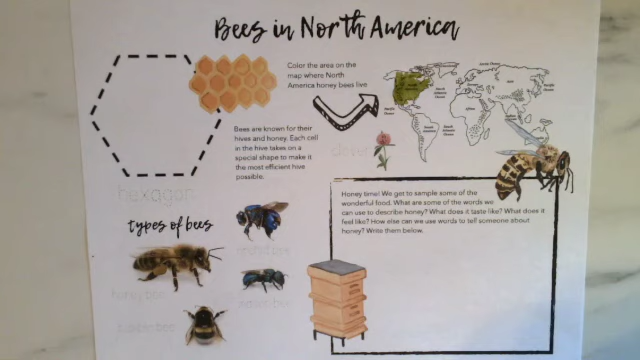 Bees in North America
Color the area on the
map where North
America honey bees live
Bees are known for their
hives and honey. Each cell
in the hive takes on a
special shape to make it
the most efficient hive
possible.
clover
hexagon
types of bees
honey bee
Honey time! We get to sample some of the
wonderful food. What are some of the words we
can use to describe honey? What does it taste like? What does it
feel like? How else can we use words to tell someone about
honey? Write them below.